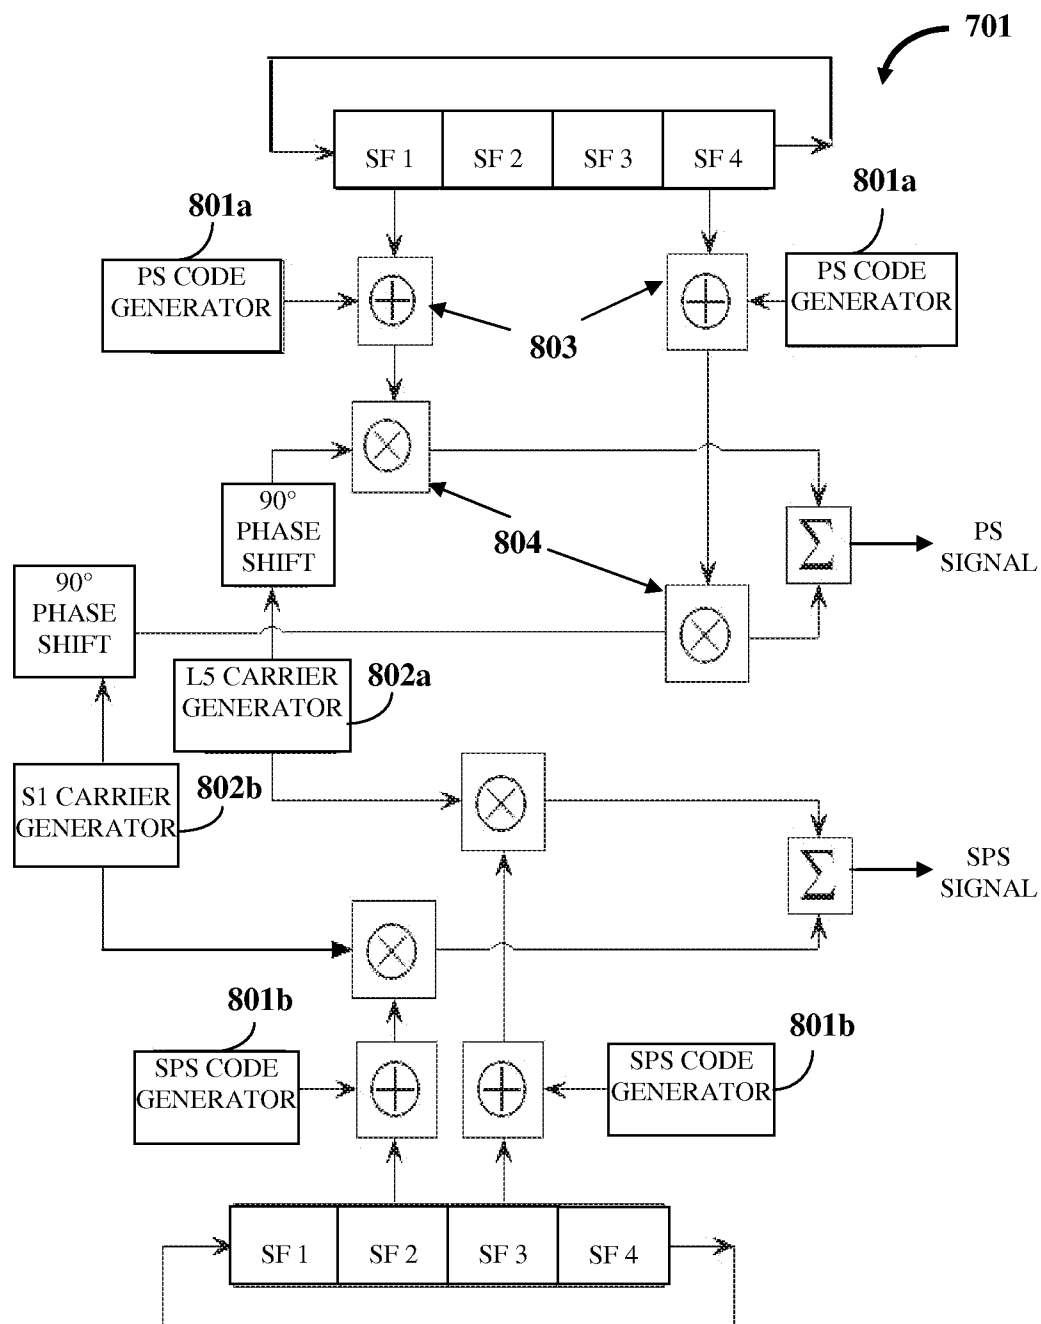 701
SF 1 SF 2 SF 3 SF 4
801a
801a
PS CODE
GENERATOR
PS CODE
GENERATOR
803
90°
PHASE
SHIFT
804
Σ
PS
SIGNAL
90°
PHASE
SHIFT
L5 CARRIER
GENERATOR
802a
S1 CARRIER
GENERATOR
802b
Σ
SPS
SIGNAL
801b
801b
SPS CODE
GENERATOR
SPS CODE
GENERATOR
SF 1 SF 2 SF 3 SF 4